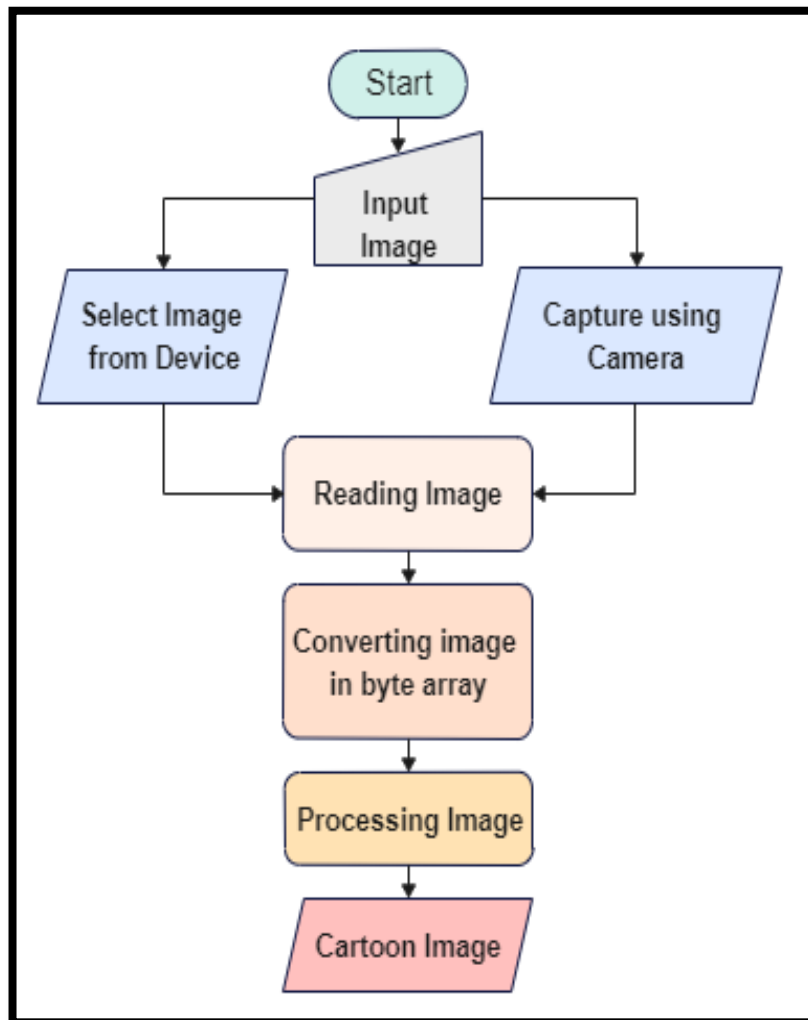 Start
Input
Image
Select Image
from Device
Capture using
Camera
Reading Image
Converting image
in byte array
Processing Image
Cartoon Image